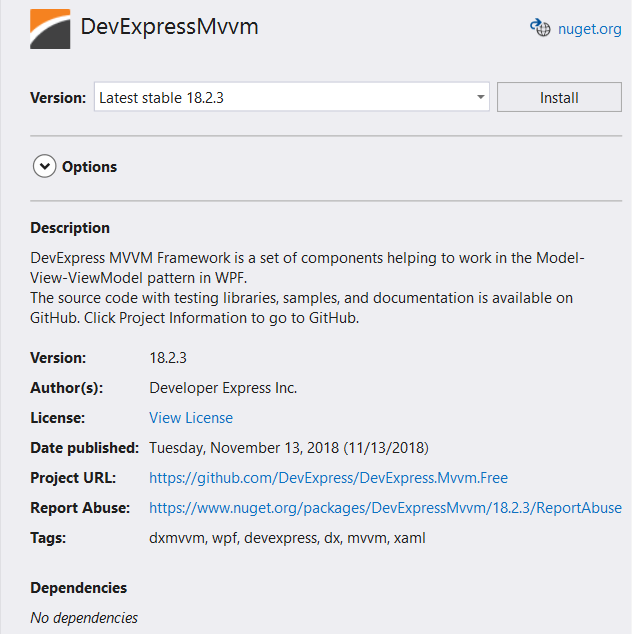 DevExpressMvvm
nuget.org
Version: Latest stable 18.2.3 Install
Options
Description
DevExpress MVVM Framework is a set of components helping to work in the Model-
View-ViewModel pattern in WPF.
The source code with testing libraries, samples, and documentation is available on
GitHub. Click Project Information to go to GitHub.
Version: 18.2.3
Author(s): Developer Express Inc.
License: View License
Date published: Tuesday, November 13, 2018 (11/13/2018)
Project URL: https://github.com/DevExpress/DevExpress.Mvvm.Free
Report Abuse: https://www.nuget.org/packages/DevExpressMvvm/18.2.3/ReportAbuse
Tags: dxmvvm, wpf, devexpress, dx, mvvm, xaml
Dependencies
No dependencies